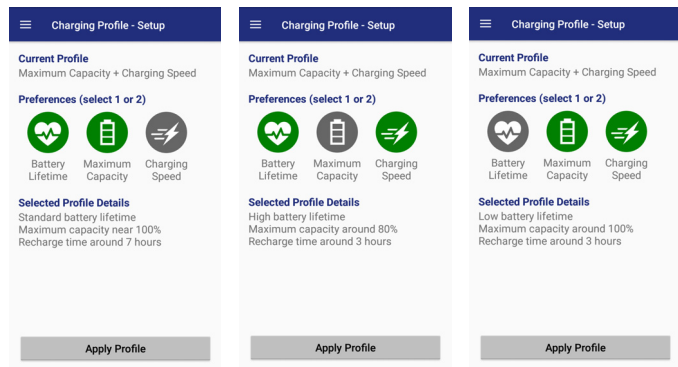 Charging Profile - Setup
Current Profile
Maximum Capacity + Charging Speed
Preferences (select 1 or 2)
Battery Lifetime
Maximum Capacity
Charging Speed
Selected Profile Details
Standard battery lifetime
Maximum capacity near 100%
Recharge time around 7 hours
Apply Profile
Charging Profile - Setup
Current Profile
Maximum Capacity + Charging Speed
Preferences (select 1 or 2)
Battery Lifetime
Maximum Capacity
Charging Speed
Selected Profile Details
High battery lifetime
Maximum capacity around 80%
Recharge time around 3 hours
Apply Profile
Charging Profile - Setup
Current Profile
Maximum Capacity + Charging Speed
Preferences (select 1 or 2)
Battery Lifetime
Maximum Capacity
Charging Speed
Selected Profile Details
Low battery lifetime
Maximum capacity around 100%
Recharge time around 3 hours
Apply Profile